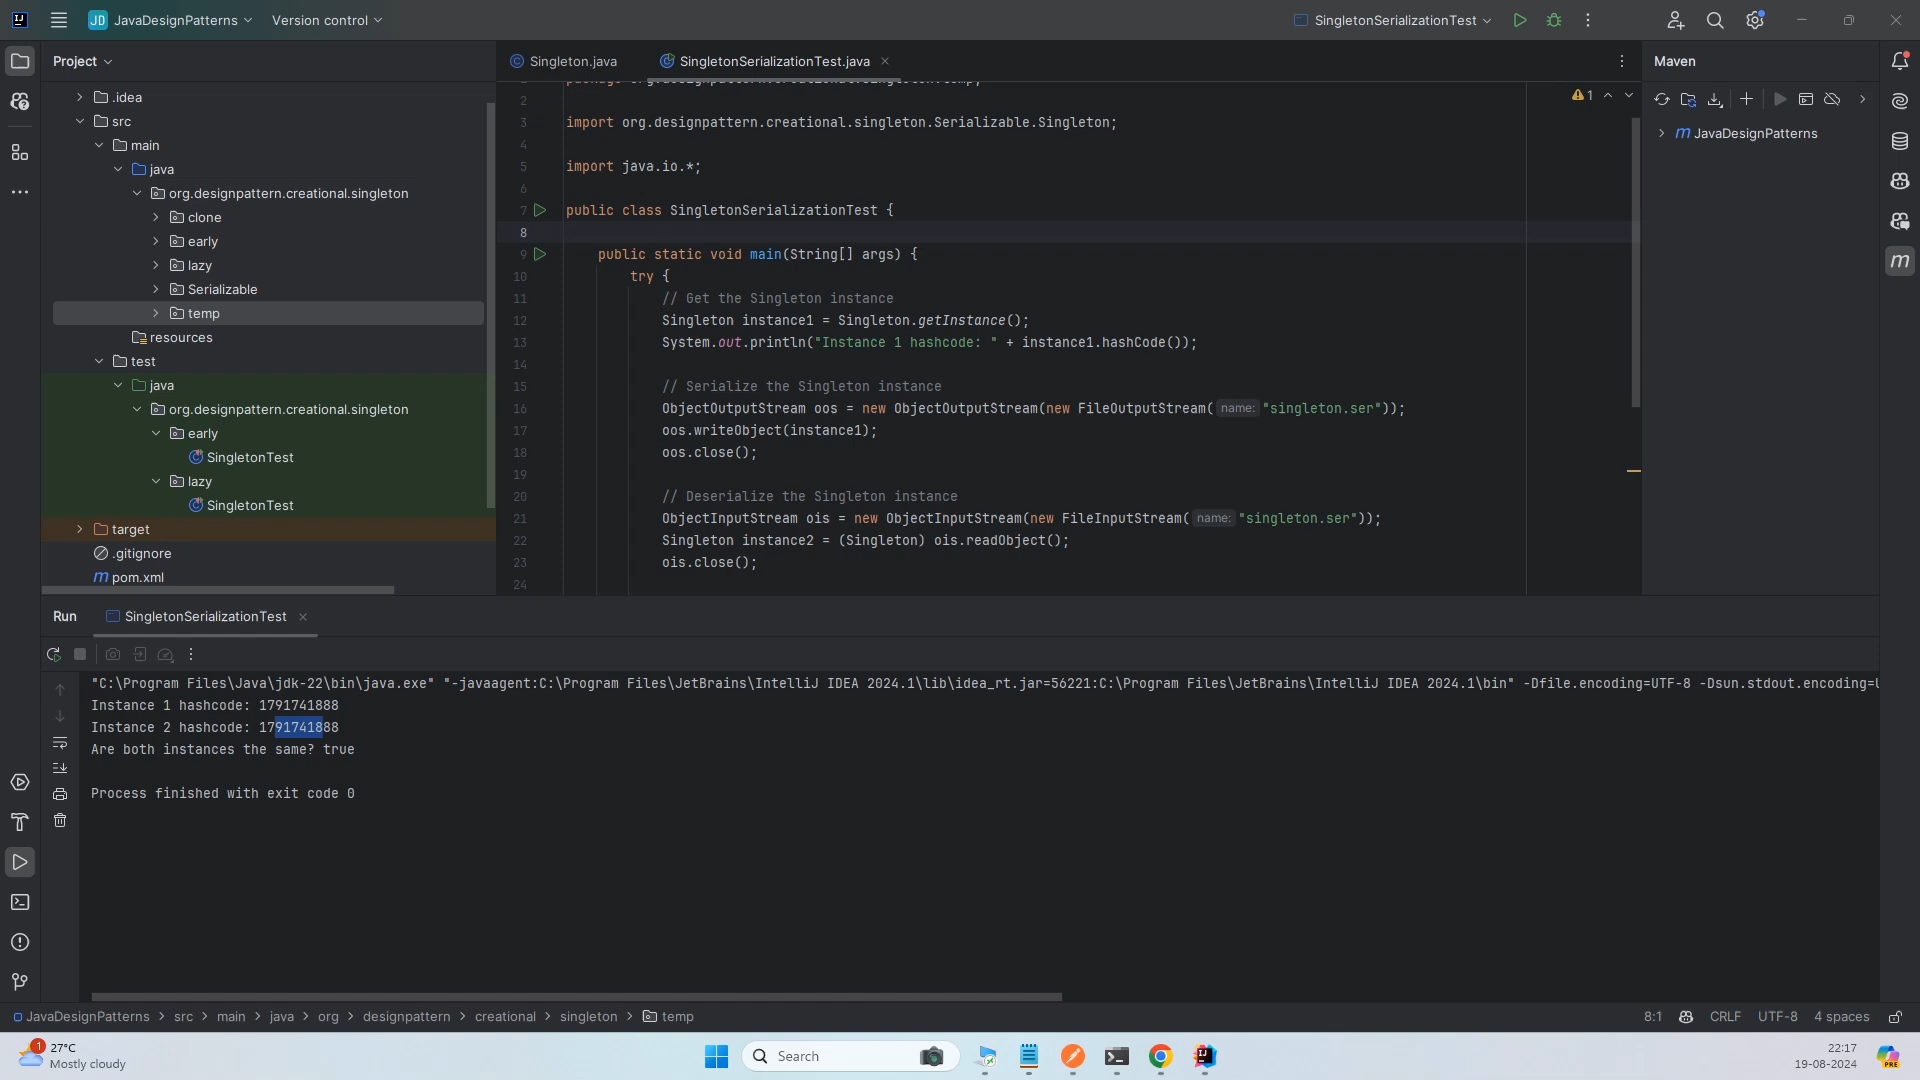 JD JavaDesignPatterns Version control SingletonSerializationTest
Project
.idea
src
main
java
org.designpattern.creational.singleton
clone
early
lazy
Serializable
temp
resources
test
java
org.designpattern.creational.singleton
early
SingletonTest
lazy
SingletonTest
target
.gitignore
pom.xml
Singleton.java SingletonSerializationTest.java
1
2
3 import org.designpattern.creational.singleton.Serializable.Singleton;
4
5 import java.io.*;
6
7 public class SingletonSerializationTest {
8
9 public static void main(String[] args) {
10 try {
11 // Get the Singleton instance
12 Singleton instance1 = Singleton.getInstance();
13 System.out.println("Instance 1 hashcode: " + instance1.hashCode());
14
15 // Serialize the Singleton instance
16 ObjectOutputStream oos = new ObjectOutputStream(new FileOutputStream( name: "singleton.ser"));
17 oos.writeObject(instance1);
18 oos.close();
19
20 // Deserialize the Singleton instance
21 ObjectInputStream ois = new ObjectInputStream(new FileInputStream( name: "singleton.ser"));
22 Singleton instance2 = (Singleton) ois.readObject();
23 ois.close();
24
Maven
JavaDesignPatterns
Run SingletonSerializationTest
"C:\Program Files\Java\jdk-22\bin\java.exe" "-javaagent:C:\Program Files\JetBrains\IntelliJ IDEA 2024.1\lib\idea_rt.jar=56221:C:\Program Files\JetBrains\IntelliJ IDEA 2024.1\bin" -Dfile.encoding=UTF-8 -Dsun.stdout.encoding=
Instance 1 hashcode: 1791741888
Instance 2 hashcode: 1791741888
Are both instances the same? true
Process finished with exit code 0
JavaDesignPatterns > src > main > java > org > designpattern > creational > singleton > temp
8:1 CRLF UTF-8 4 spaces
1
27°C
Mostly cloudy
Search
22:17
19-08-2024
PRE